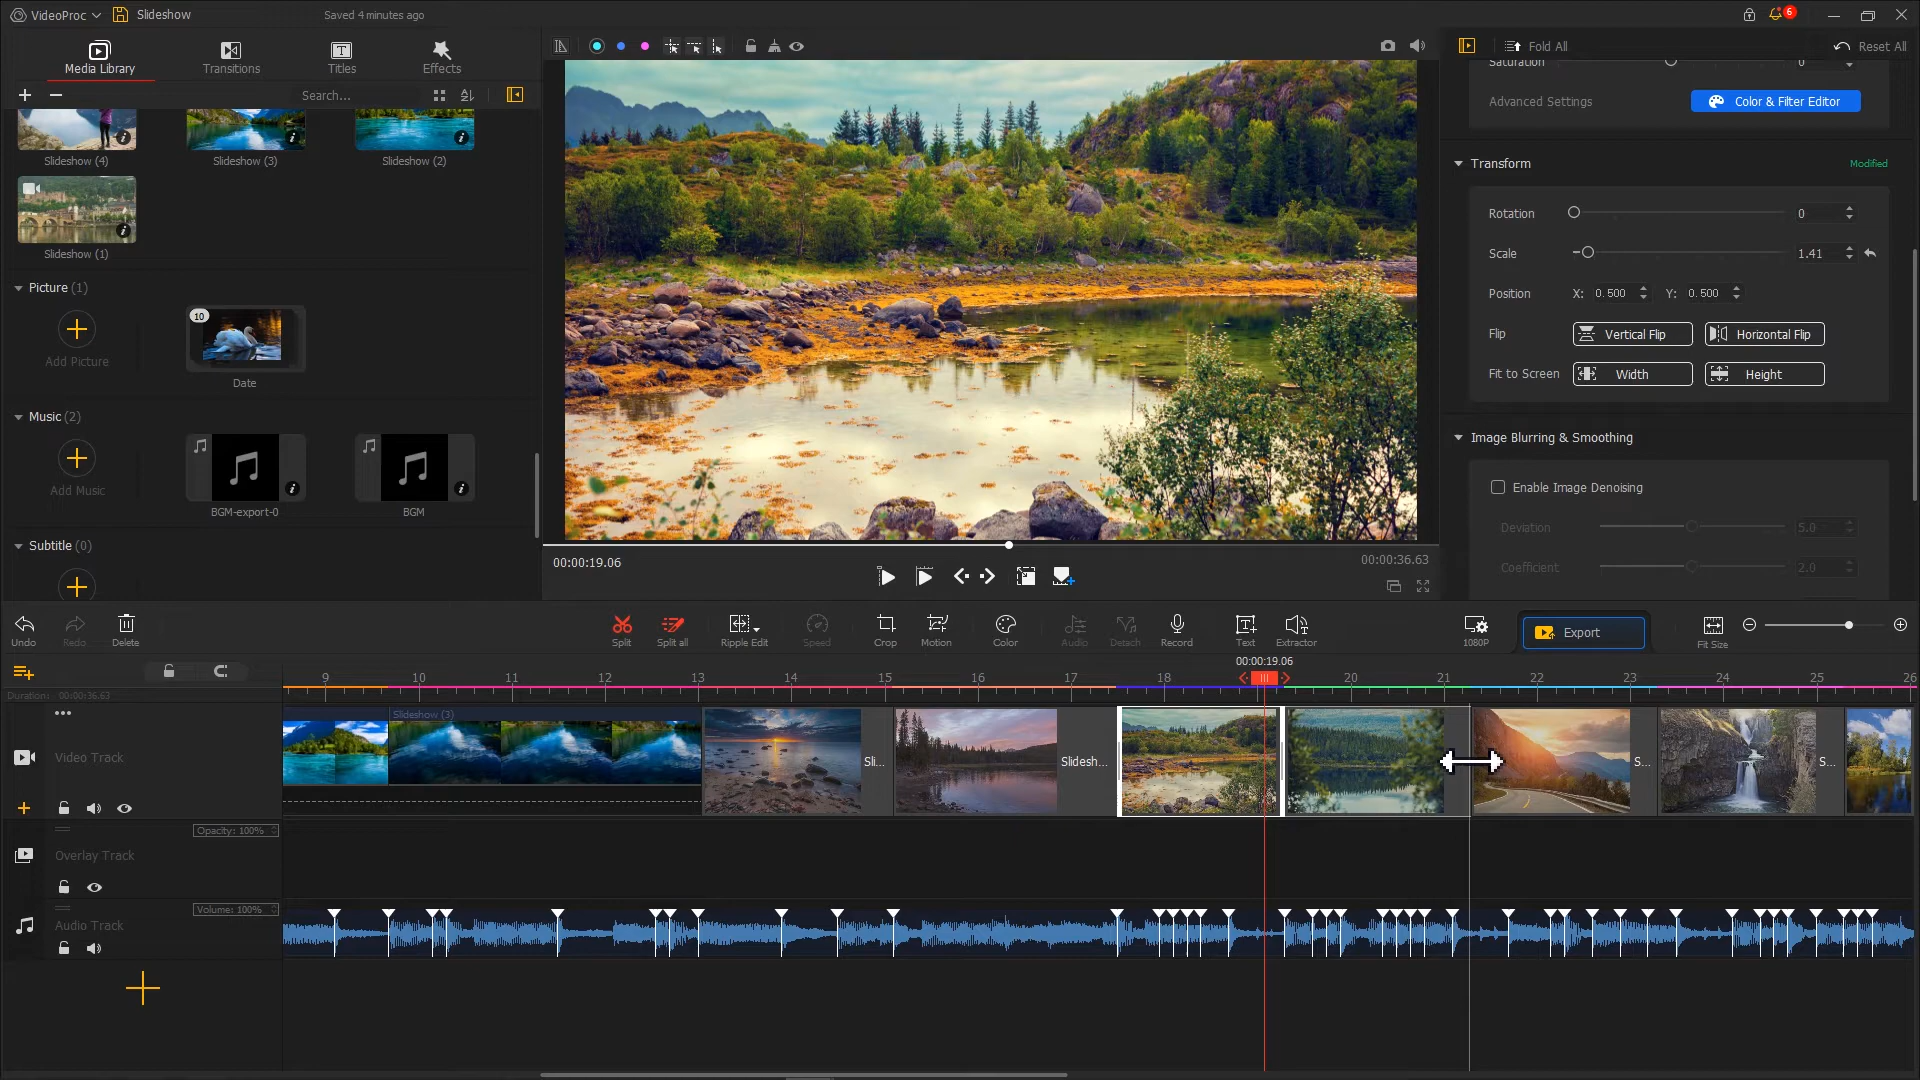 VideoProc
Slideshow
Saved 4 minutes ago
6
Media Library
Transitions
Titles
Effects
Search...
Slideshow (4)
Slideshow (3)
Slideshow (2)
Slideshow (1)
Picture (1)
Add Picture
10
Date
Music (2)
Add Music
BGM-export-0
BGM
Subtitle (0)
00:00:19.06
00:00:36.63
Fold All
Reset All
Saturation
0
Advanced Settings
Color & Filter Editor
Transform
Modified
Rotation
0
Scale
1.41
Position
X: 0.500
Y: 0.500
Flip
Vertical Flip
Horizontal Flip
Fit to Screen
Width
Height
Image Blurring & Smoothing
Enable Image Denoising
Deviation
5.0
Coefficient
2.0
Undo
Redo
Delete
Split
Split all
Ripple Edit
Speed
Crop
Motion
Color
Audio
Detach
Record
Text
Extractor
1080P
Export
Fit Size
00:00:19.06
9 10 11 12 13 14 15 16 17 18 20 21 22 23 24 25 26
Duration: 00:00:36.63
Video Track
Slideshow (3)
Sli...
Slidesh...
S...
S...
Opacity: 100%
Overlay Track
Volume: 100%
Audio Track